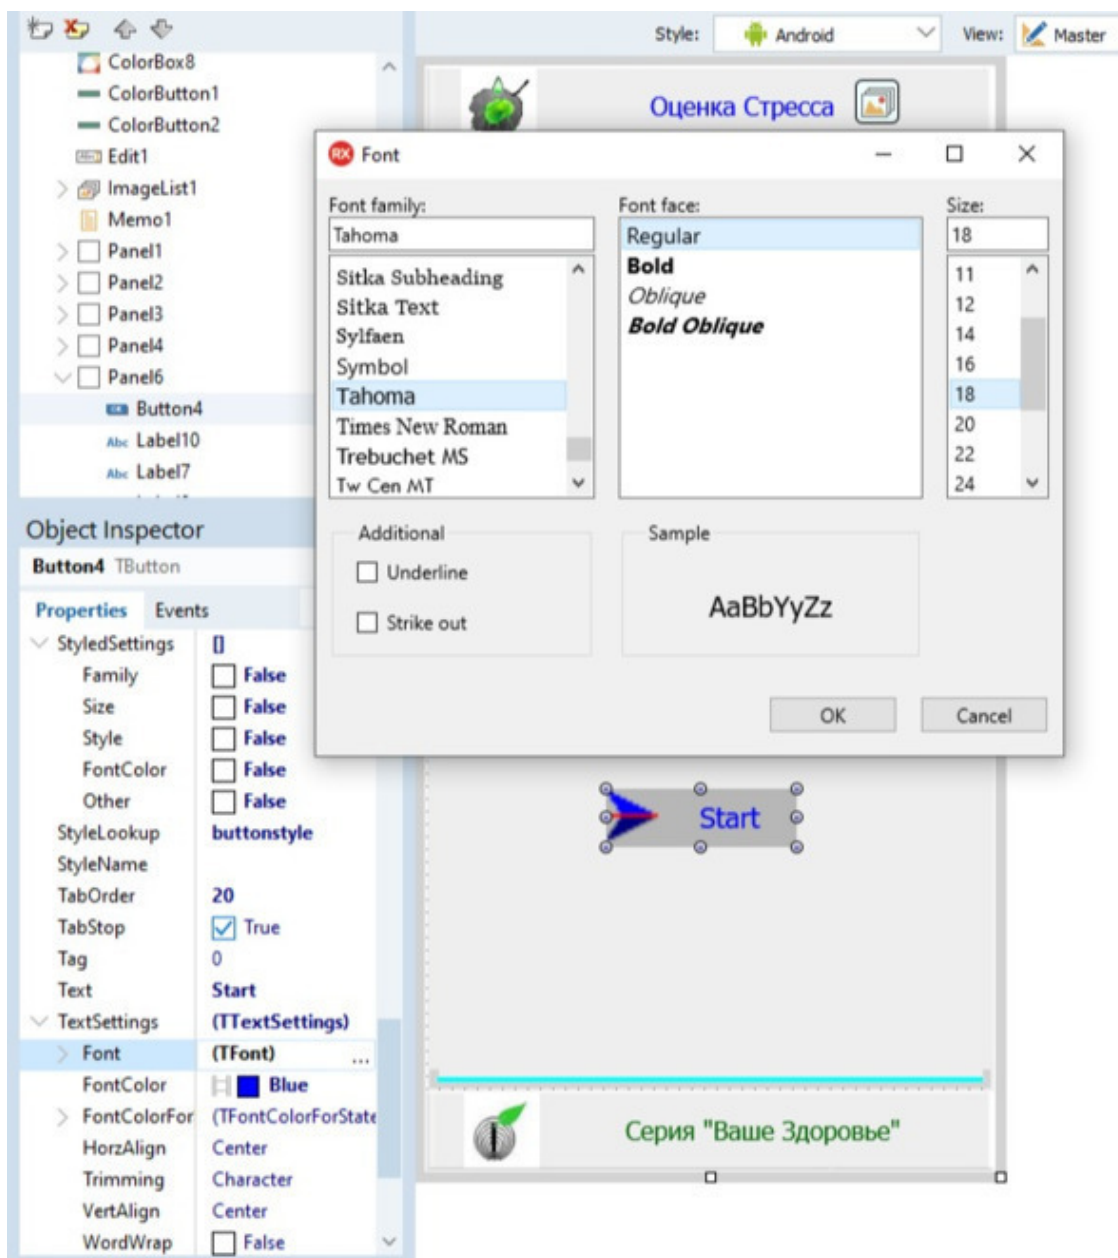 Style: Android View: Master
ColorBox8
ColorButton1
ColorButton2
Edit1
ImageList1
Memo1
Panel1
Panel2
Panel3
Panel4
Panel6
Button4
Label10
Label7
Оценка Стресса
RX Font
Font family:
Tahoma
Sitka Subheading
Sitka Text
Sylfaen
Symbol
Tahoma
Times New Roman
Trebuchet MS
Tw Cen MT
Font face:
Regular
Bold
Oblique
Bold Oblique
Size:
18
11
12
14
16
18
20
22
24
Additional
Underline
Strike out
Sample
AaBbYyZz
OK Cancel
Object Inspector
Button4 TButton
Properties Events
StyledSettings []
Family False
Size False
Style False
FontColor False
Other False
StyleLookup buttonstyle
StyleName
TabOrder 20
TabStop True
Tag 0
Text Start
TextSettings (TTextSettings)
Font (TFont) ...
FontColor Blue
FontColorFor (TFontColorForState
HorzAlign Center
Trimming Character
VertAlign Center
WordWrap False
Start
Серия "Ваше Здоровье"